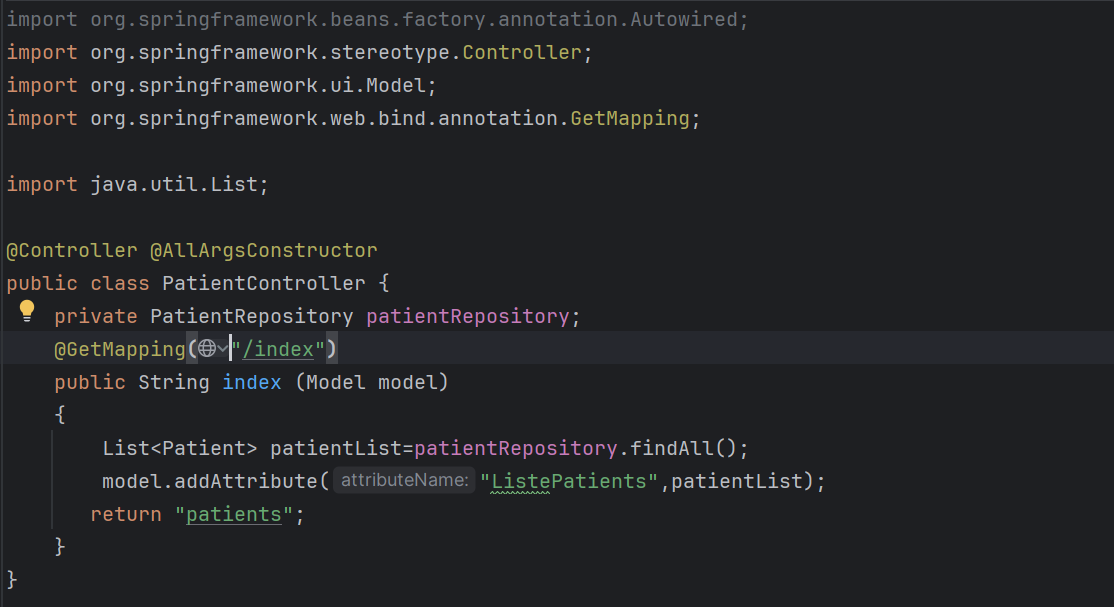 import org.springframework.beans.factory.annotation.Autowired;
import org.springframework.stereotype.Controller;
import org.springframework.ui.Model;
import org.springframework.web.bind.annotation.GetMapping;
import java.util.List;
@Controller @AllArgsConstructor
public class PatientController {
private PatientRepository patientRepository;
@GetMapping("/index")
public String index (Model model)
{
List<Patient> patientList=patientRepository.findAll();
model.addAttribute( attributeName: "ListePatients",patientList);
return "patients";
}
}